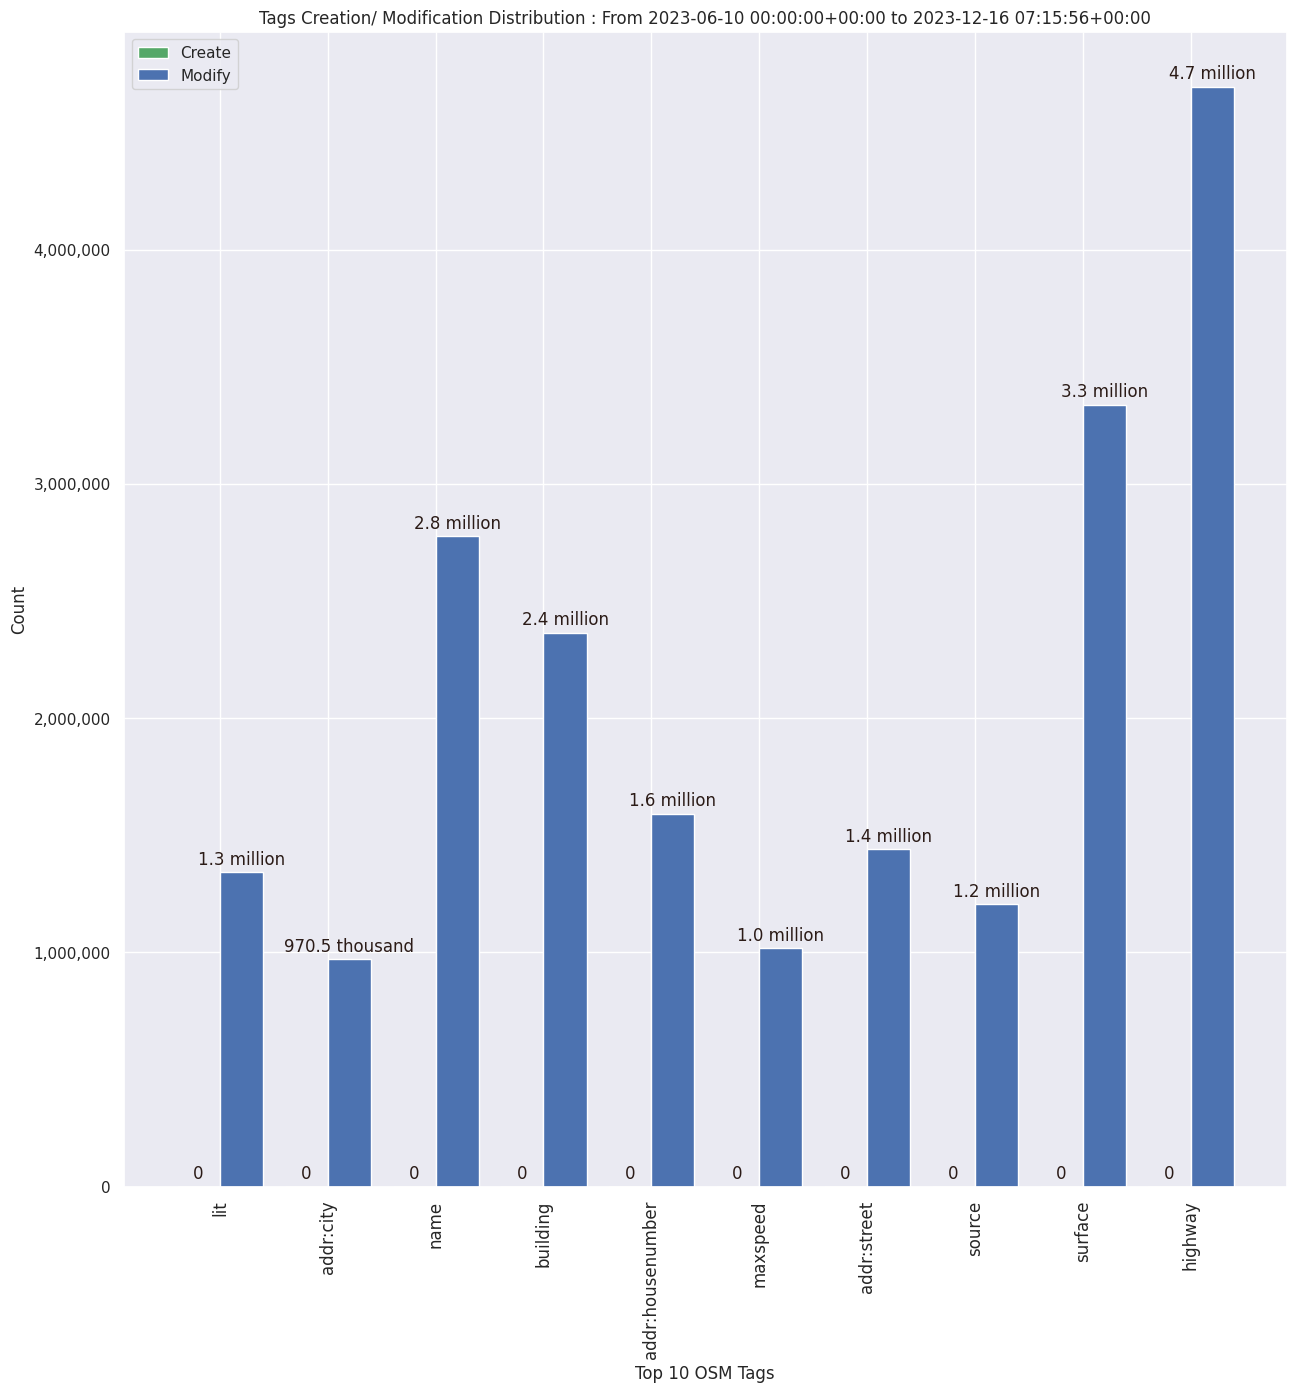 Tags Creation/ Modification Distribution : From 2023-06-10 00:00:00+00:00 to 2023-12-16 07:15:56+00:00
Create
Modify
4.7 million
3.3 million
2.8 million
2.4 million
1.6 million
1.4 million
1.3 million
1.2 million
1.0 million
970.5 thousand
0 0 0 0 0 0 0 0 0 0
4,000,000
3,000,000
2,000,000
1,000,000
0
Count
lit
addr:city
name
building
addr:housenumber
maxspeed
addr:street
source
surface
highway
Top 10 OSM Tags